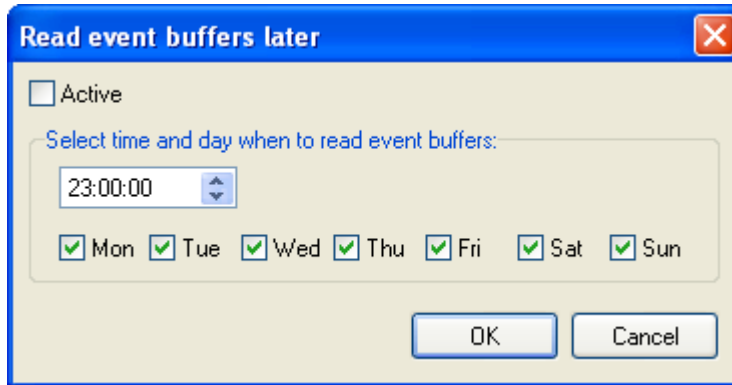 Read event buffers later
Active
Select time and day when to read event buffers:
23:00:00
Mon Tue Wed Thu Fri Sat Sun
OK Cancel